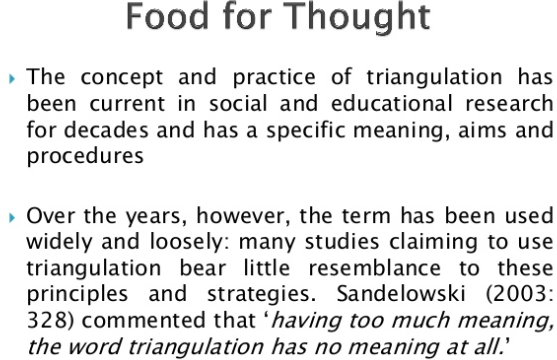 Food for Thought
The concept and practice of triangulation has
been current in social and educational research
for decades and has a specific meaning, aims and
procedures
Over the years, however, the term has been used
widely and loosely: many studies claiming to use
triangulation bear little resemblance to these
principles and strategies. Sandelowski (2003:
328) commented that ‘having too much meaning,
the word triangulation has no meaning at all.’